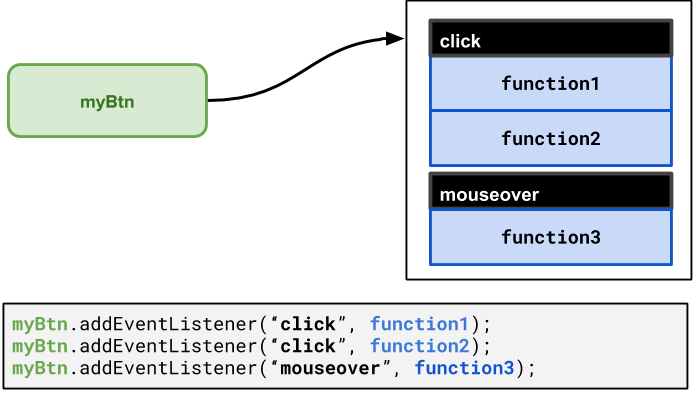 myBtn
click
function1
function2
mouseover
function3
myBtn.addEventListener(“click”, function1);
myBtn.addEventListener(“click”, function2);
myBtn.addEventListener(“mouseover”, function3);